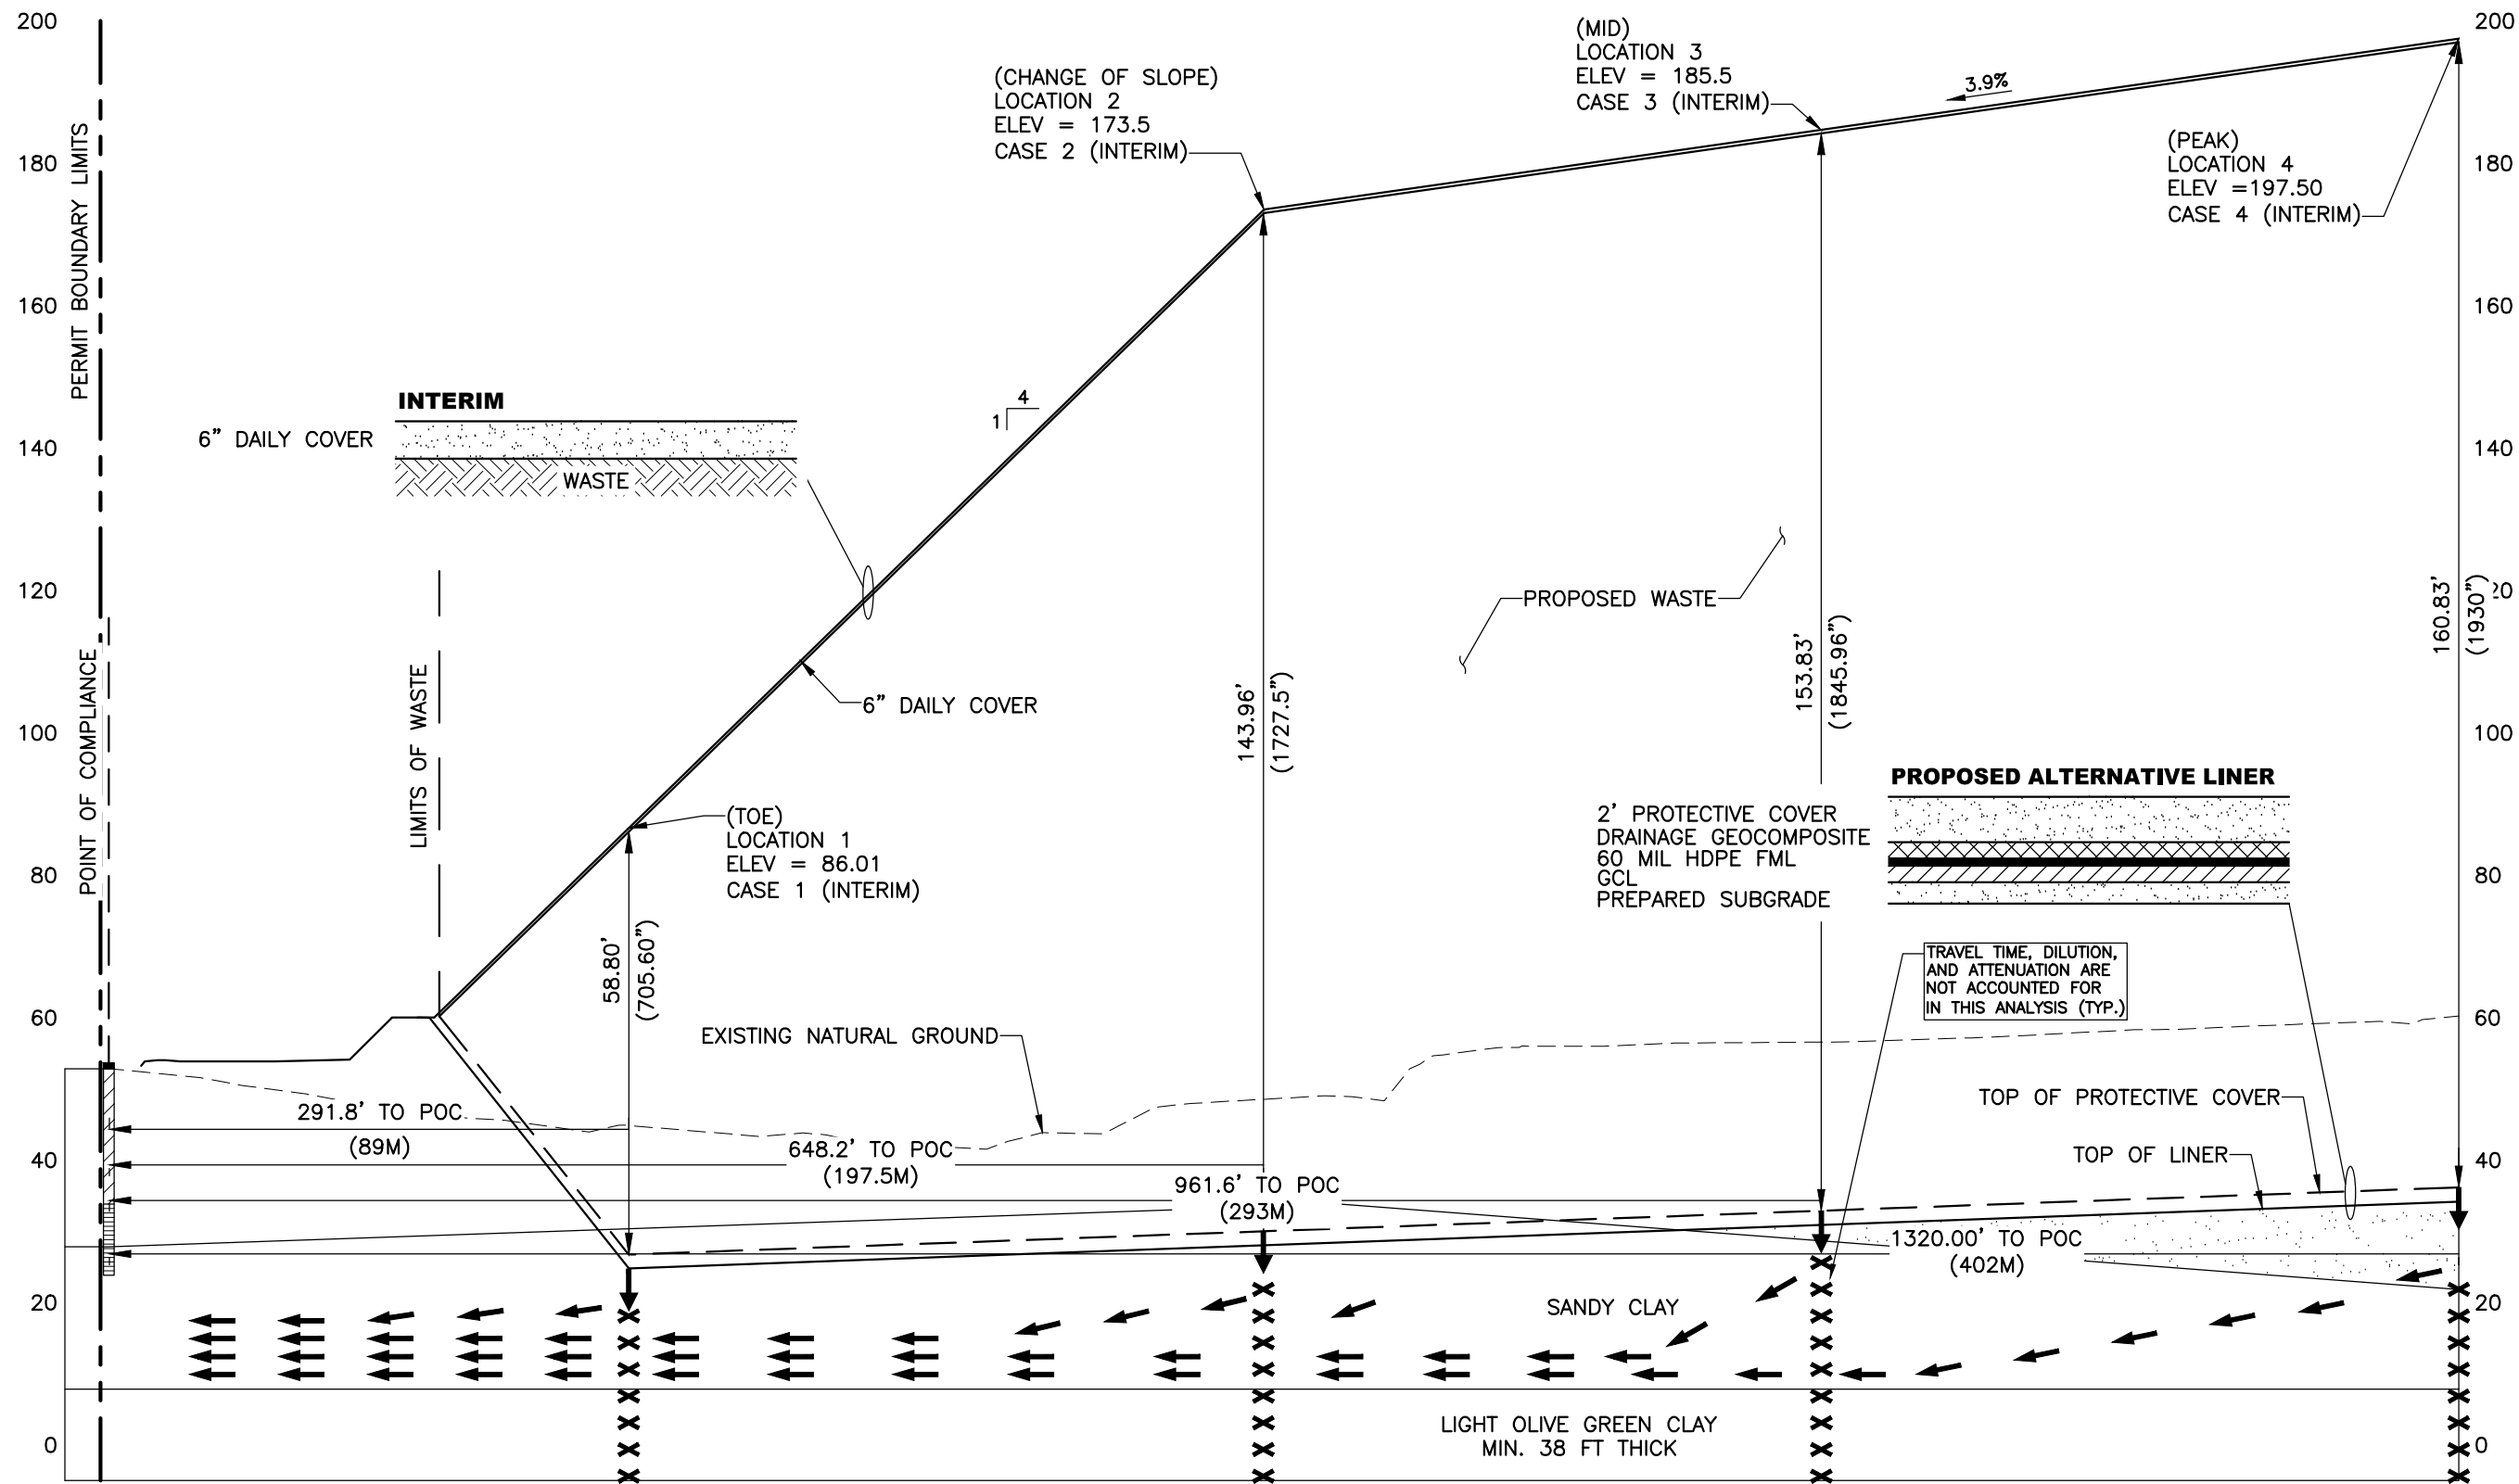 200
180
160
140
120
100
80
60
40
20
0
PERMIT BOUNDARY LIMITS
POINT OF COMPLIANCE
LIMITS OF WASTE
INTERIM
6" DAILY COVER
WASTE
1
4
6" DAILY COVER
(CHANGE OF SLOPE)
LOCATION 2
ELEV = 173.5
CASE 2 (INTERIM)
(MID)
LOCATION 3
ELEV = 185.5
CASE 3 (INTERIM)
3.9%
(PEAK)
LOCATION 4
ELEV =197.50
CASE 4 (INTERIM)
PROPOSED WASTE
(TOE)
LOCATION 1
ELEV = 86.01
CASE 1 (INTERIM)
58.80'
(705.60")
143.96'
(1727.5")
153.83'
(1845.96")
160.83'
(1930")
PROPOSED ALTERNATIVE LINER
2' PROTECTIVE COVER
DRAINAGE GEOCOMPOSITE
60 MIL HDPE FML
GCL
PREPARED SUBGRADE
TRAVEL TIME, DILUTION,
AND ATTENUATION ARE
NOT ACCOUNTED FOR
IN THIS ANALYSIS (TYP.)
EXISTING NATURAL GROUND
TOP OF PROTECTIVE COVER
TOP OF LINER
291.8' TO POC
(89M)
648.2' TO POC
(197.5M)
961.6' TO POC
(293M)
1320.00' TO POC
(402M)
SANDY CLAY
LIGHT OLIVE GREEN CLAY
MIN. 38 FT THICK
200
180
160
140
20
100
80
60
40
20
0